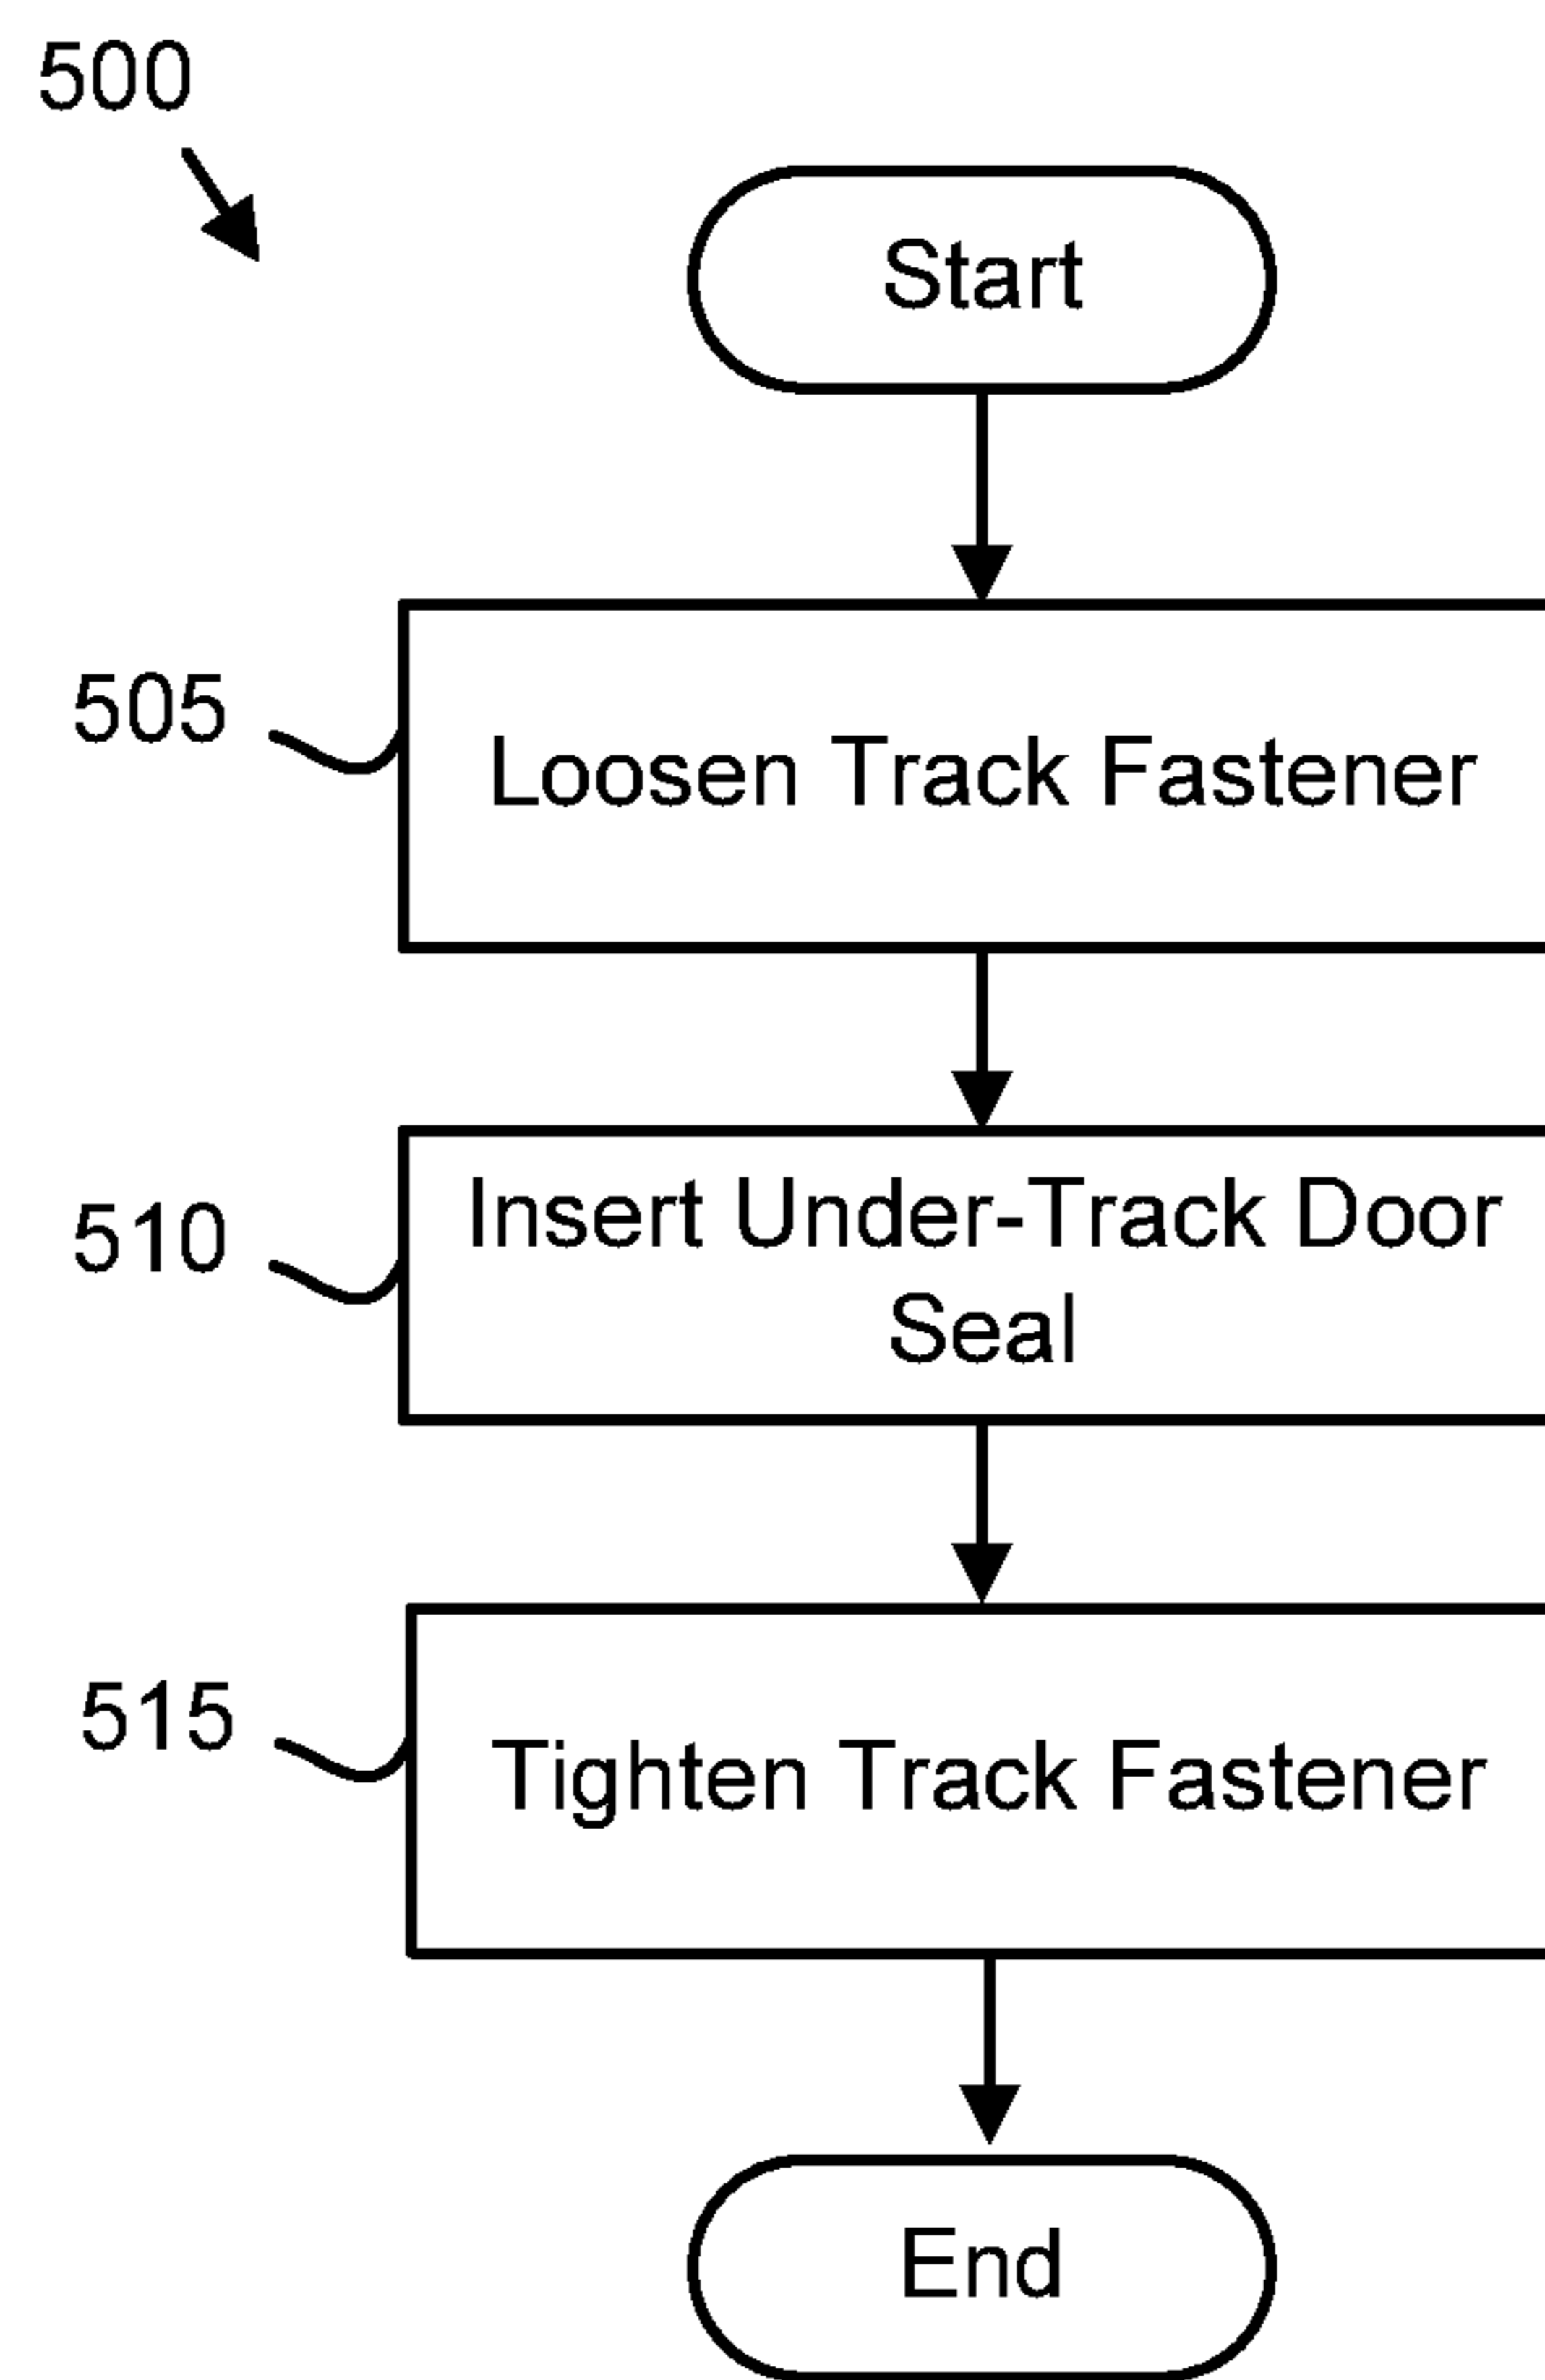 500
Start
505
Loosen Track Fastener
510
Insert Under-Track Door
Seal
515
Tighten Track Fastener
End